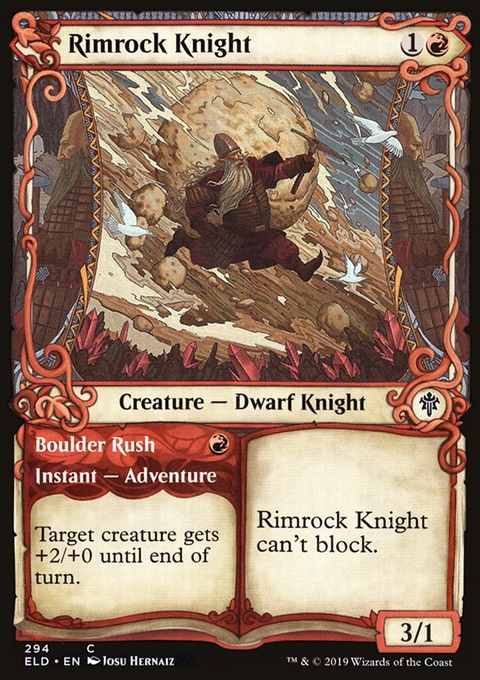 Rimrock Knight 1
Creature — Dwarf Knight
Boulder Rush
Instant — Adventure
Target creature gets
+2/+0 until end of
turn.
Rimrock Knight
can't block.
3/1
294 C
ELD • EN Josu Hernaiz
™ & © 2019 Wizards of the Coast